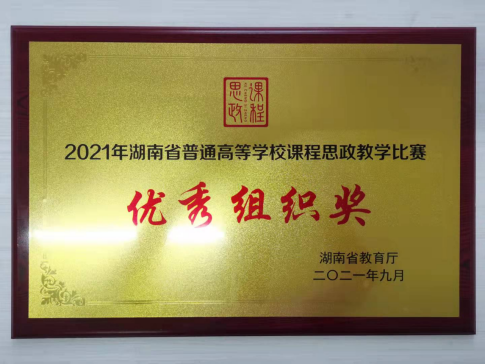 课程
思政
2021年湖南省普通高等学校课程思政教学比赛
优秀组织奖
湖南省教育厅
二〇二一年九月